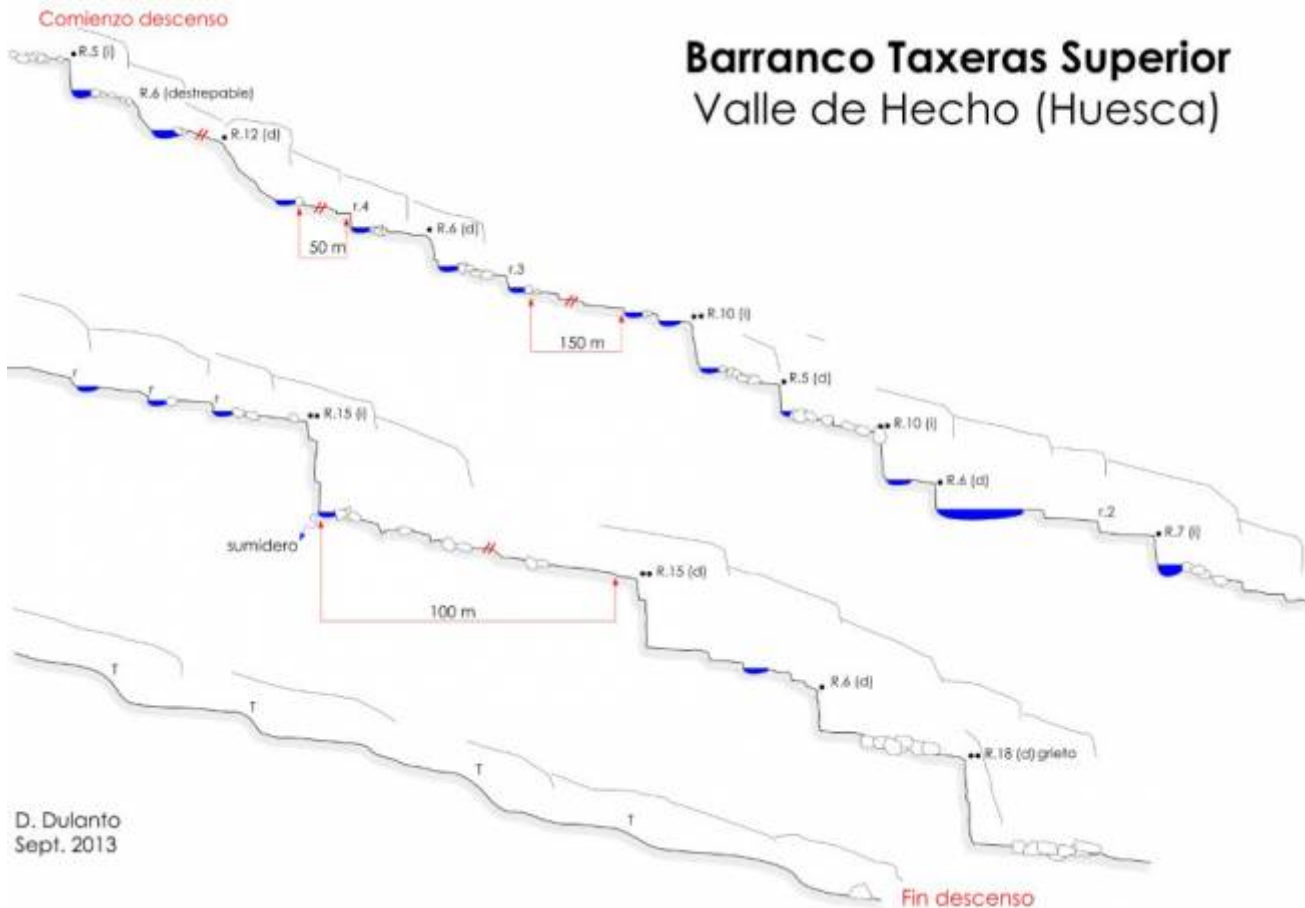 Comienzo descenso
Barranco Taxeras Superior
Valle de Hecho (Huesca)
R.5 (i)
R.6 (destrepable)
R.12 (d)
r.4
50 m
R.6 (d)
r.3
150 m
R.10 (i)
R.5 (d)
R.10 (i)
R.6 (d)
r.2
R.7 (i)
r
r
r
R.15 (i)
sumidero
100 m
R.15 (d)
R.6 (d)
R.18 (d) grieta
T
T
T
T
D. Dulanto
Sept. 2013
Fin descenso